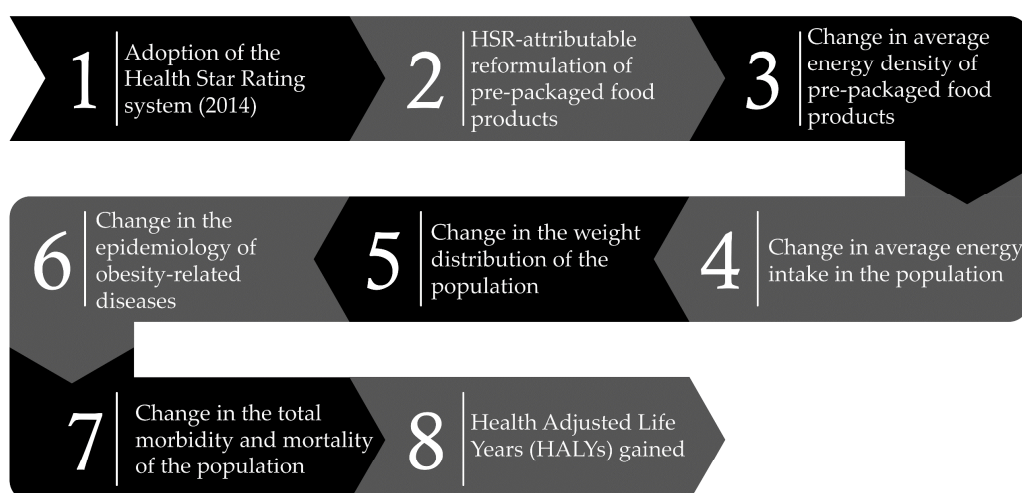 1
Adoption of the
Health Star Rating
system (2014)
2
HSR-attributable
reformulation of
pre-packaged food
products
3
Change in average
energy density of
pre-packaged food
products
4
Change in average energy
intake in the population
5
Change in the weight
distribution of the
population
6
Change in the
epidemiology of
obesity-related
diseases
7
Change in the total
morbidity and mortality
of the population
8
Health Adjusted Life
Years (HALYs) gained